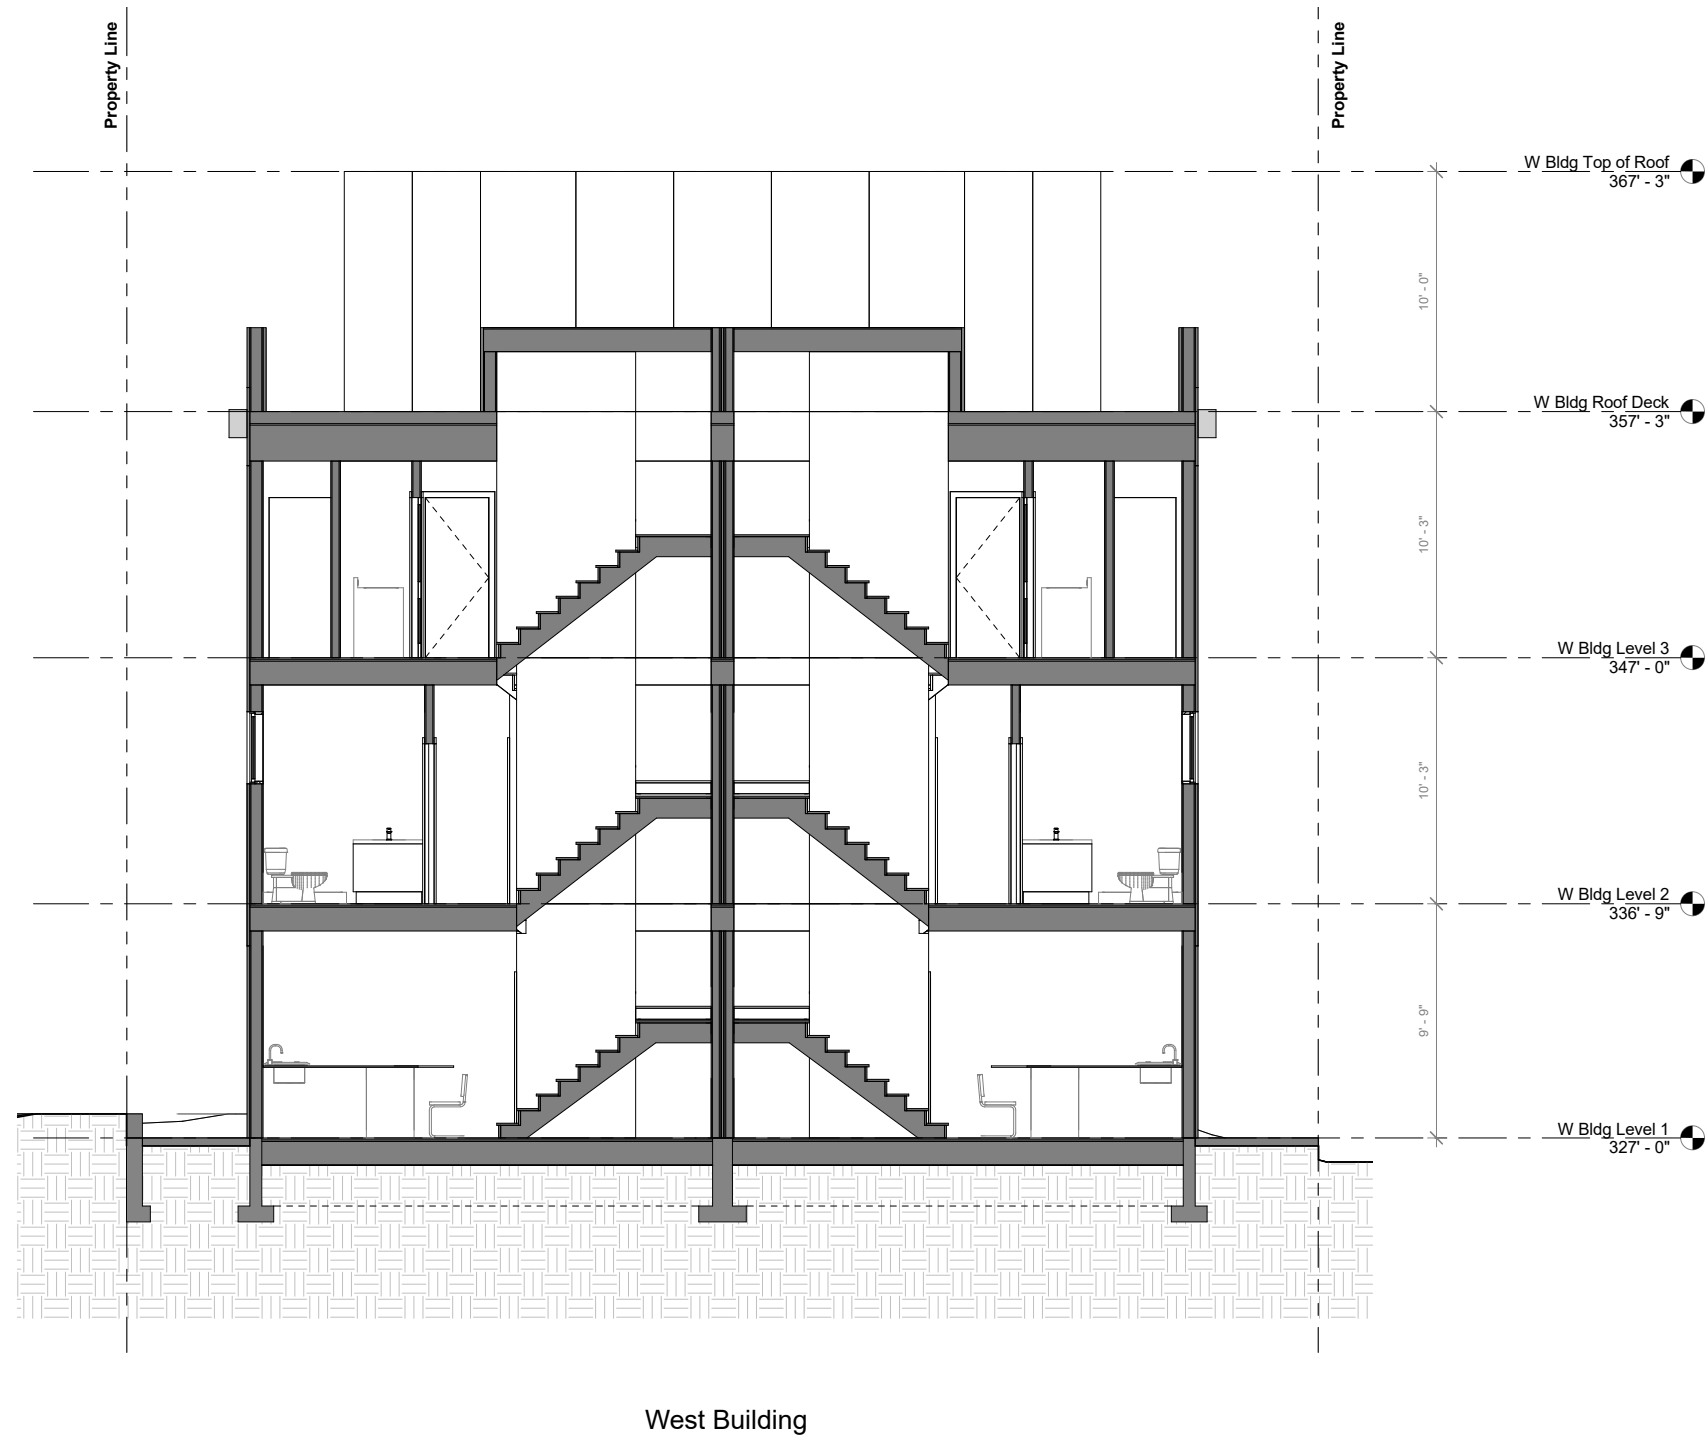 Property Line
Property Line
W Bldg Top of Roof
367' - 3"
10' - 0"
W Bldg Roof Deck
357' - 3"
10' - 3"
W Bldg Level 3
347' - 0"
10' - 3"
W Bldg Level 2
336' - 9"
9' - 9"
W Bldg Level 1
327' - 0"
West Building